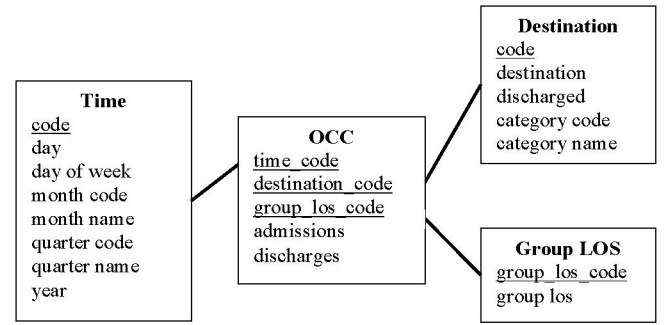 Time
code
day
day of week
month code
month name
quarter code
quarter name
year
OCC
time_code
destination_code
group_los_code
admissions
discharges
Destination
code
destination
discharged
category code
category name
Group LOS
group_los_code
group los